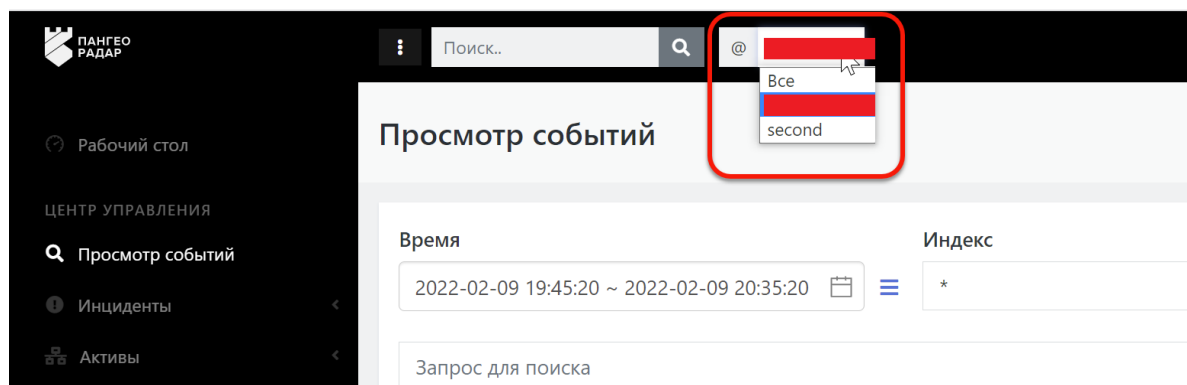 ПАНГЕО
РАДАР
Поиск..
@
Все
second
Рабочий стол
Просмотр событий
ЦЕНТР УПРАВЛЕНИЯ
Просмотр событий
Инциденты
Активы
Время
Индекс
2022-02-09 19:45:20 ~ 2022-02-09 20:35:20
*
Запрос для поиска